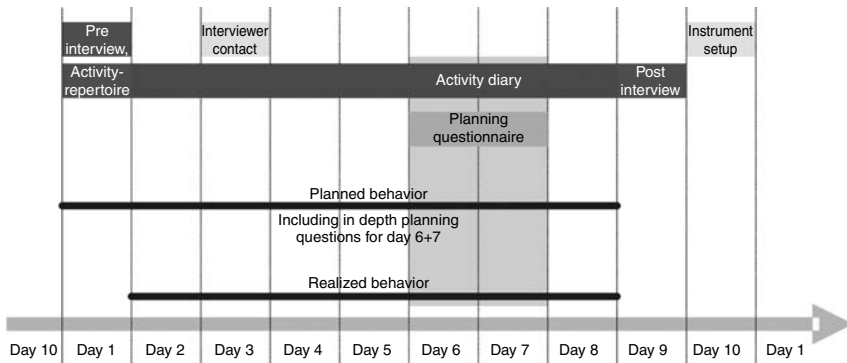 Pre
interview,
Interviewer
contact
Instrument
setup
Activity-
repertoire
Activity diary
Post
interview
Planning
questionnaire
Planned behavior
Including in depth planning
questions for day 6+7
Realized behavior
Day 10 Day 1 Day 2 Day 3 Day 4 Day 5 Day 6 Day 7 Day 8 Day 9 Day 10 Day 1